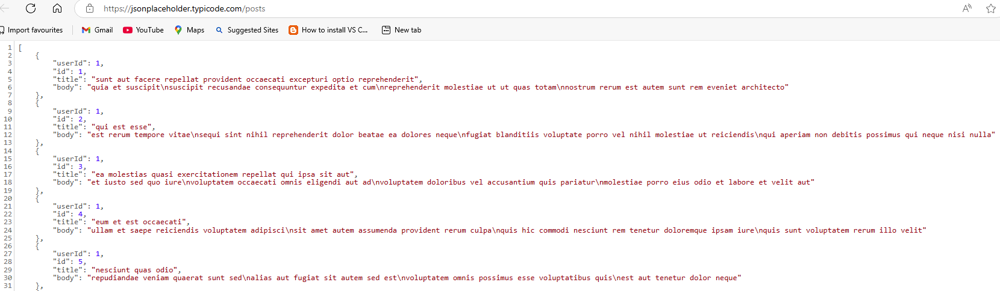 https://jsonplaceholder.typicode.com/posts
Import favourites Gmail YouTube Maps Suggested Sites How to install VS C... New tab
1 [
2 {
3 "userId": 1,
4 "id": 1,
5 "title": "sunt aut facere repellat provident occaecati excepturi optio reprehenderit",
6 "body": "quia et suscipit\nsuscipit recusandae consequuntur expedita et cum\nreprehenderit molestiae ut ut quas totam\nnostrum rerum est autem sunt rem eveniet architecto"
7 },
8 {
9 "userId": 1,
10 "id": 2,
11 "title": "qui est esse",
12 "body": "est rerum tempore vitae\nsequi sint nihil reprehenderit dolor beatae ea dolores neque\nfugiat blanditiis voluptate porro vel nihil molestiae ut reiciendis\nqui aperiam non debitis possimus qui neque nisi nulla"
13 },
14 {
15 "userId": 1,
16 "id": 3,
17 "title": "ea molestias quasi exercitationem repellat qui ipsa sit aut",
18 "body": "et iusto sed quo iure\nvoluptatem occaecati omnis eligendi aut ad\nvoluptatem doloribus vel accusantium quis pariatur\nmolestiae porro eius odio et labore et velit aut"
19 },
20 {
21 "userId": 1,
22 "id": 4,
23 "title": "eum et est occaecati",
24 "body": "ullam et saepe reiciendis voluptatem adipisci\nsit amet autem assumenda provident rerum culpa\nquis hic commodi nesciunt rem tenetur doloremque ipsam iure\nquis sunt voluptatem rerum illo velit"
25 },
26 {
27 "userId": 1,
28 "id": 5,
29 "title": "nesciunt quas odio",
30 "body": "repudiandae veniam quaerat sunt sed\nalias aut fugiat sit autem sed est\nvoluptatem omnis possimus esse voluptatibus quis\nest aut tenetur dolor neque"
31 },